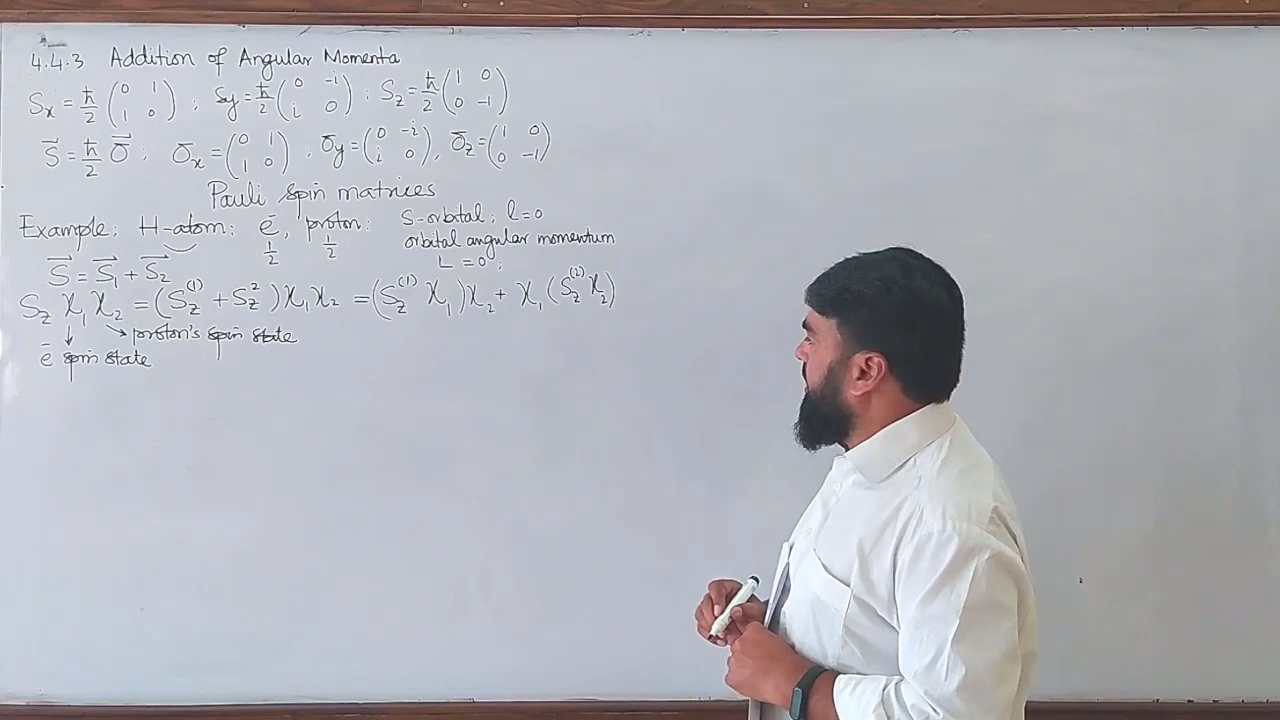 4.4.3 Addition of Angular Momenta
Sx = ħ/2 (0 1; 1 0) ; Sy = ħ/2 (0 -1; i 0) ; Sz = ħ/2 (1 0; 0 -1)
S⃗ = ħ/2 σ⃗ ; σx = (0 1; 1 0) ; σy = (0 -i; i 0), σz = (1 0; 0 -1)
Pauli spin matrices
Example: H-atom: e⁻, proton: S-orbital; l=0
1/2 1/2 orbital angular momentum
S⃗ = S⃗1 + S⃗2 L = 0 ;
Sz χ1 χ2 = (Sz^(1) + Sz^2) χ1 χ2 = (Sz^(1) χ1) χ2 + χ1 (Sz^(2) χ2)
↓ ↘ proton's spin state
e⁻ spin state